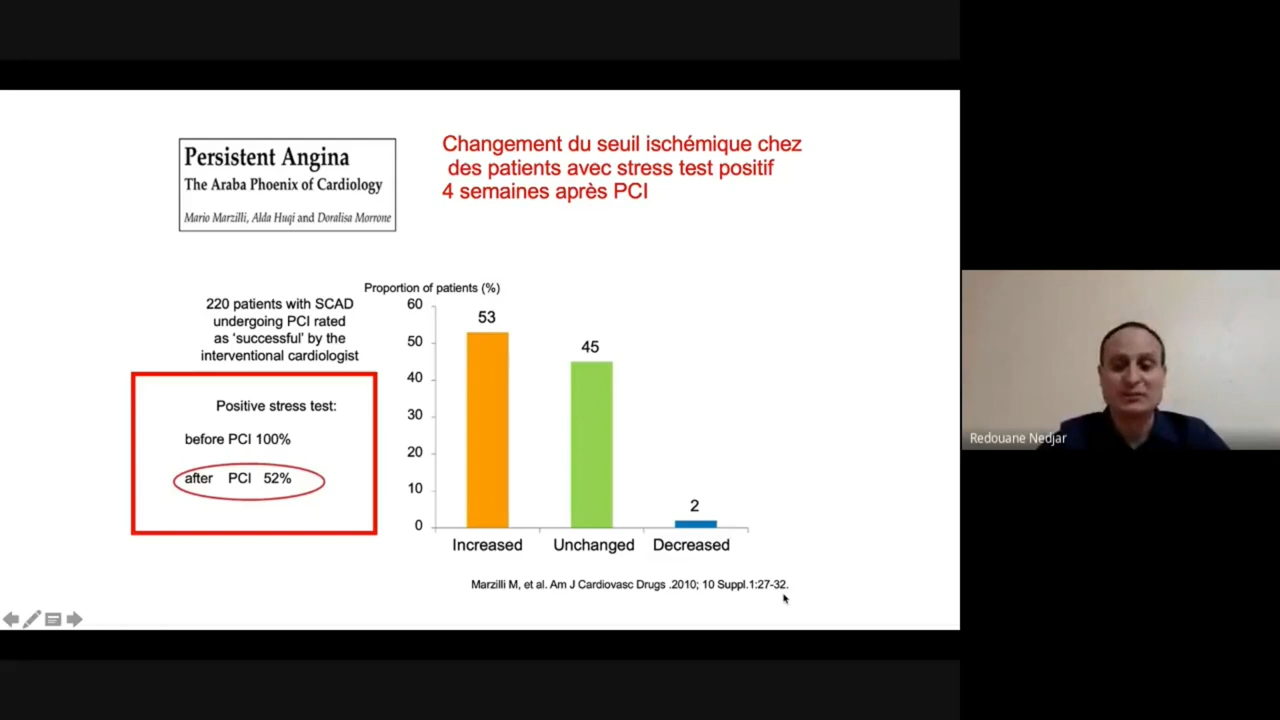 Persistent Angina
The Araba Phoenix of Cardiology
Mario Marzilli, Alda Huqi and Doralisa Morrone
Changement du seuil ischémique chez
des patients avec stress test positif
4 semaines après PCI
220 patients with SCAD
undergoing PCI rated
as ‘successful’ by the
interventional cardiologist
Positive stress test:
before PCI 100%
after PCI 52%
Proportion of patients (%)
60
50
40
30
20
10
0
53
45
2
Increased Unchanged Decreased
Marzilli M, et al. Am J Cardiovasc Drugs .2010; 10 Suppl.1:27-32.
Redouane Nedjar